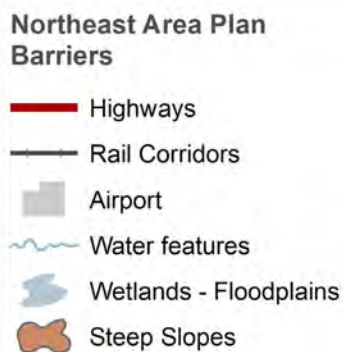 Northeast Area Plan
Barriers
Highways
Rail Corridors
Airport
Water features
Wetlands - Floodplains
Steep Slopes